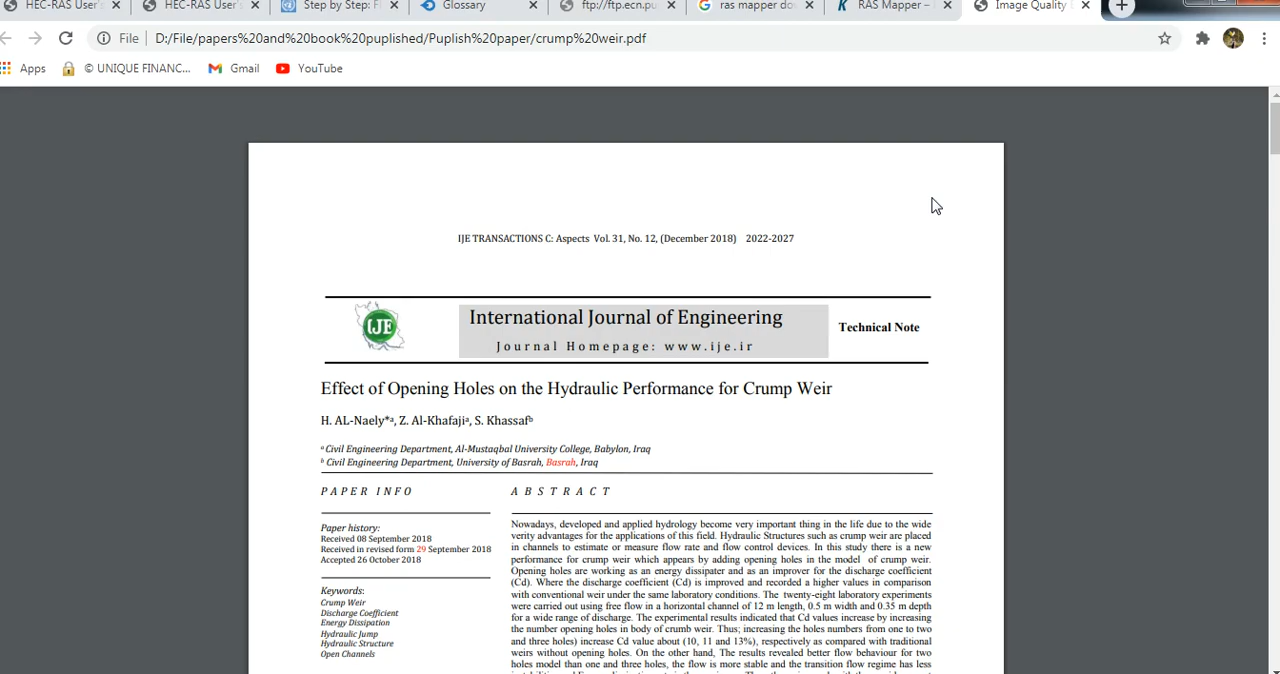 HEC-RAS User's
HEC-RAS User's
Step by Step: F
Glossary
ftp://ftp.ecn.pu
ras mapper do
RAS Mapper –
Image Quality
File
D:/File/papers%20and%20book%20puplished/Puplish%20paper/crump%20weir.pdf
Apps
© UNIQUE FINANC...
Gmail
YouTube
IJE TRANSACTIONS C: Aspects Vol. 31, No. 12, (December 2018) 2022-2027
IJE
International Journal of Engineering
Journal Homepage: www.ije.ir
Technical Note
Effect of Opening Holes on the Hydraulic Performance for Crump Weir
H. AL-Naely*ᵃ, Z. Al-Khafajiᵃ, S. Khassafᵇ
ᵃ Civil Engineering Department, Al-Mustaqbal University College, Babylon, Iraq
ᵇ Civil Engineering Department, University of Basrah, Basrah, Iraq
PAPER INFO
Paper history:
Received 08 September 2018
Received in revised form 29 September 2018
Accepted 26 October 2018
Keywords:
Crump Weir
Discharge Coefficient
Energy Dissipation
Hydraulic Jump
Hydraulic Structure
Open Channels
ABSTRACT
Nowadays, developed and applied hydrology become very important thing in the life due to the wide
verity advantages for the applications of this field. Hydraulic Structures such as crump weir are placed
in channels to estimate or measure flow rate and flow control devices. In this study there is a new
performance for crump weir which appears by adding opening holes in the model of crump weir.
Opening holes are working as an energy dissipater and as an improver for the discharge coefficient
(Cd). Where the discharge coefficient (Cd) is improved and recorded a higher values in comparison
with conventional weir under the same laboratory conditions. The twenty-eight laboratory experiments
were carried out using free flow in a horizontal channel of 12 m length, 0.5 m width and 0.35 m depth
for a wide range of discharge. The experimental results indicated that Cd values increase by increasing
the number opening holes in body of crumb weir. Thus; increasing the holes numbers from one to two
and three holes) increase Cd value about (10, 11 and 13%), respectively as compared with traditional
weirs without opening holes. On the other hand, The results revealed better flow behaviour for two
holes model than one and three holes, the flow is more stable and the transition flow regime has less